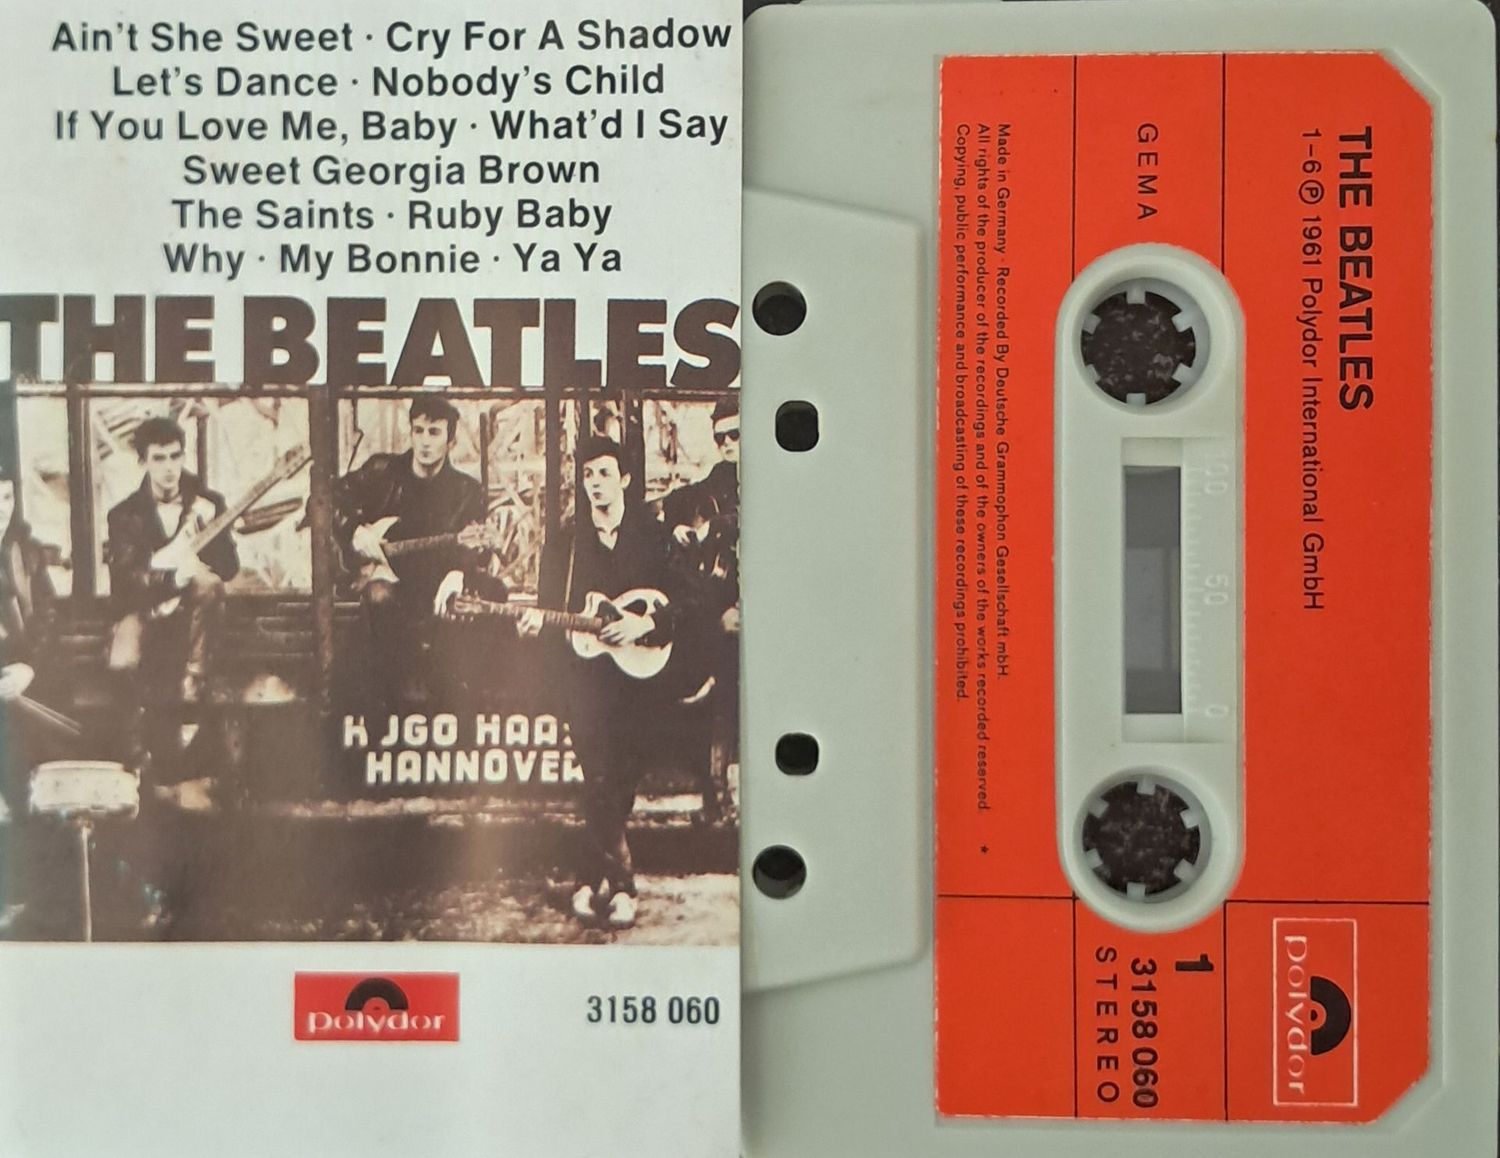 Ain't She Sweet · Cry For A Shadow
Let's Dance · Nobody's Child
If You Love Me, Baby · What'd I Say
Sweet Georgia Brown
The Saints · Ruby Baby
Why · My Bonnie · Ya Ya
THE BEATLES
HANNOVER
polydor
3158 060
THE BEATLES
1-6 ℗ 1961 Polydor International GmbH
GEMA
Made in Germany · Recorded By Deutsche Grammophon Gesellschaft mbH.
All rights of the producer of the recordings and of the owners of the works recorded reserved. *
Copying, public performance and broadcasting of these recordings prohibited.
100 50 0
1
3158 060
STEREO
polydor